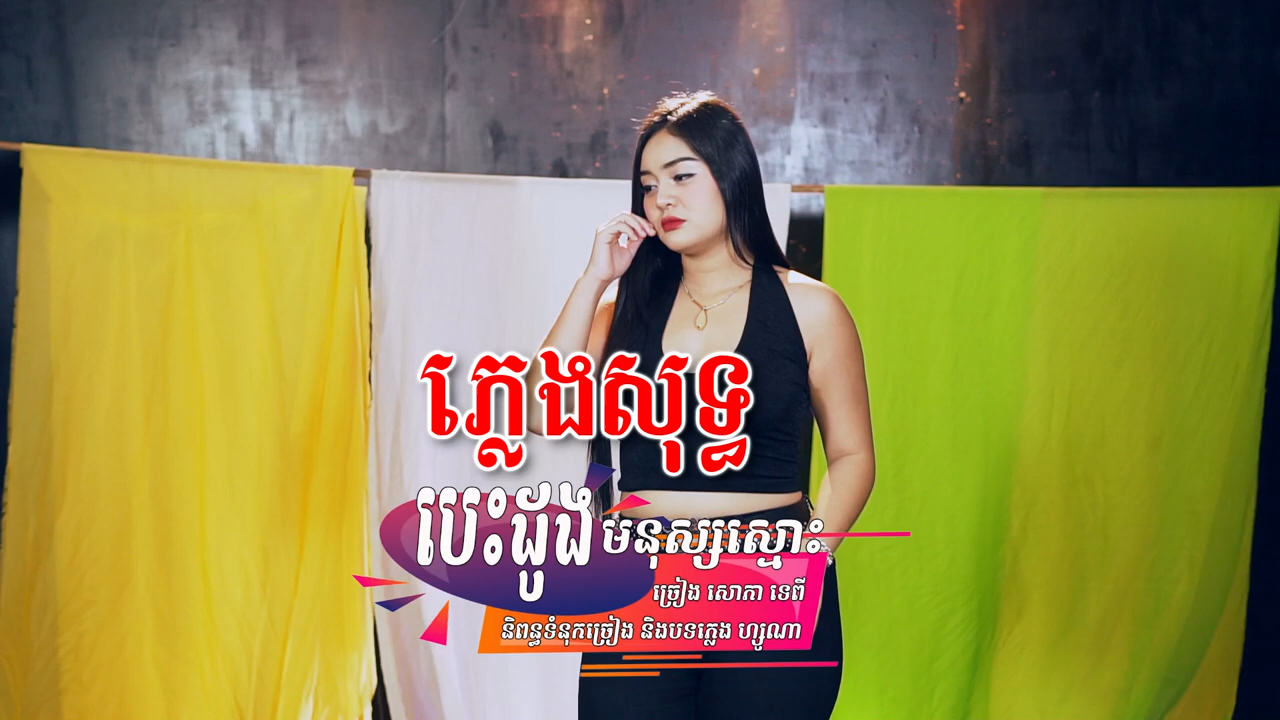 ភ្លេងសុទ្ធ
បេះដូង មនុស្សស្មោះ
ច្រៀង សោភា ទេពី
និពន្ធទំនុកច្រៀង និងបទភ្លេង ហ្សូណា